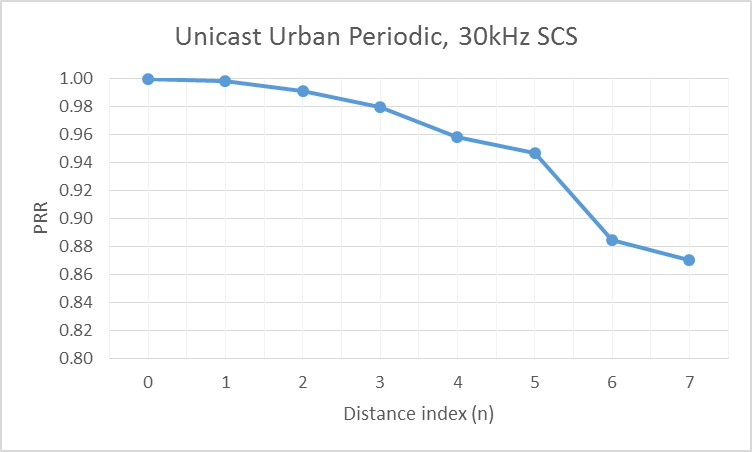 Unicast Urban Periodic, 30kHz SCS
1.00
0.98
0.96
0.94
0.92
0.90
0.88
0.86
0.84
0.82
0.80
PRR
0 1 2 3 4 5 6 7
Distance index (n)